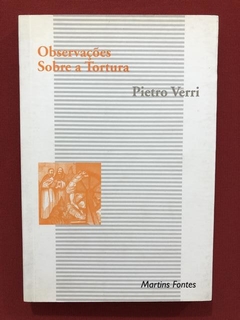 Observações
Sobre a Tortura
Pietro Verri
Martins Fontes